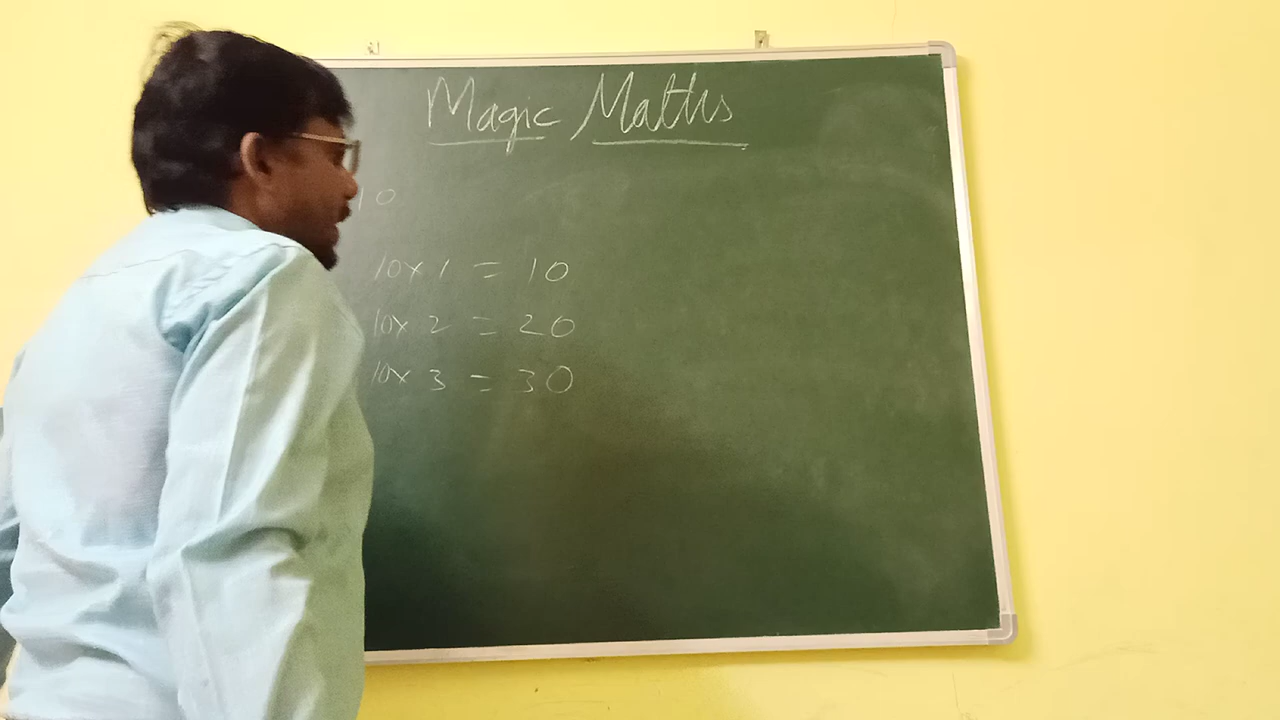 Magic Maths
10
10 x 1 = 10
10 x 2 = 20
10 x 3 = 30